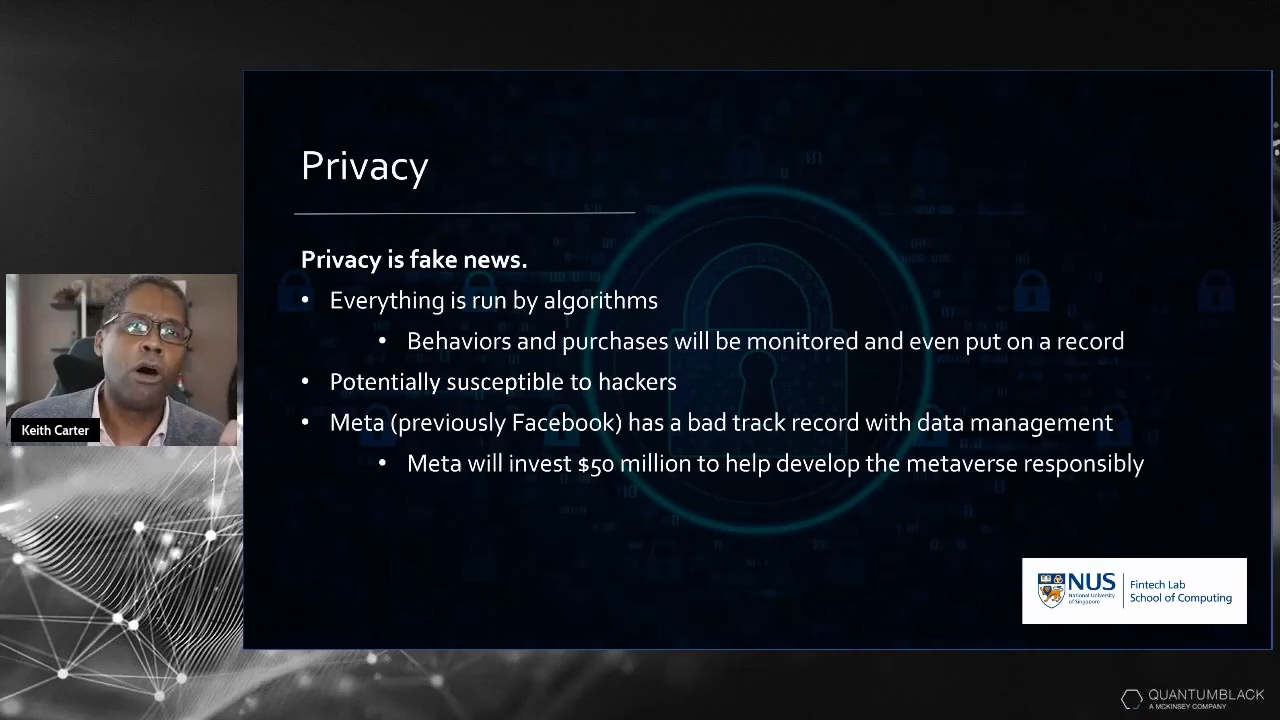 Privacy
Privacy is fake news.
• Everything is run by algorithms
• Behaviors and purchases will be monitored and even put on a record
• Potentially susceptible to hackers
• Meta (previously Facebook) has a bad track record with data management
• Meta will invest $50 million to help develop the metaverse responsibly
Keith Carter
NUS
National University
of Singapore
Fintech Lab
School of Computing
QUANTUMBLACK
A MCKINSEY COMPANY